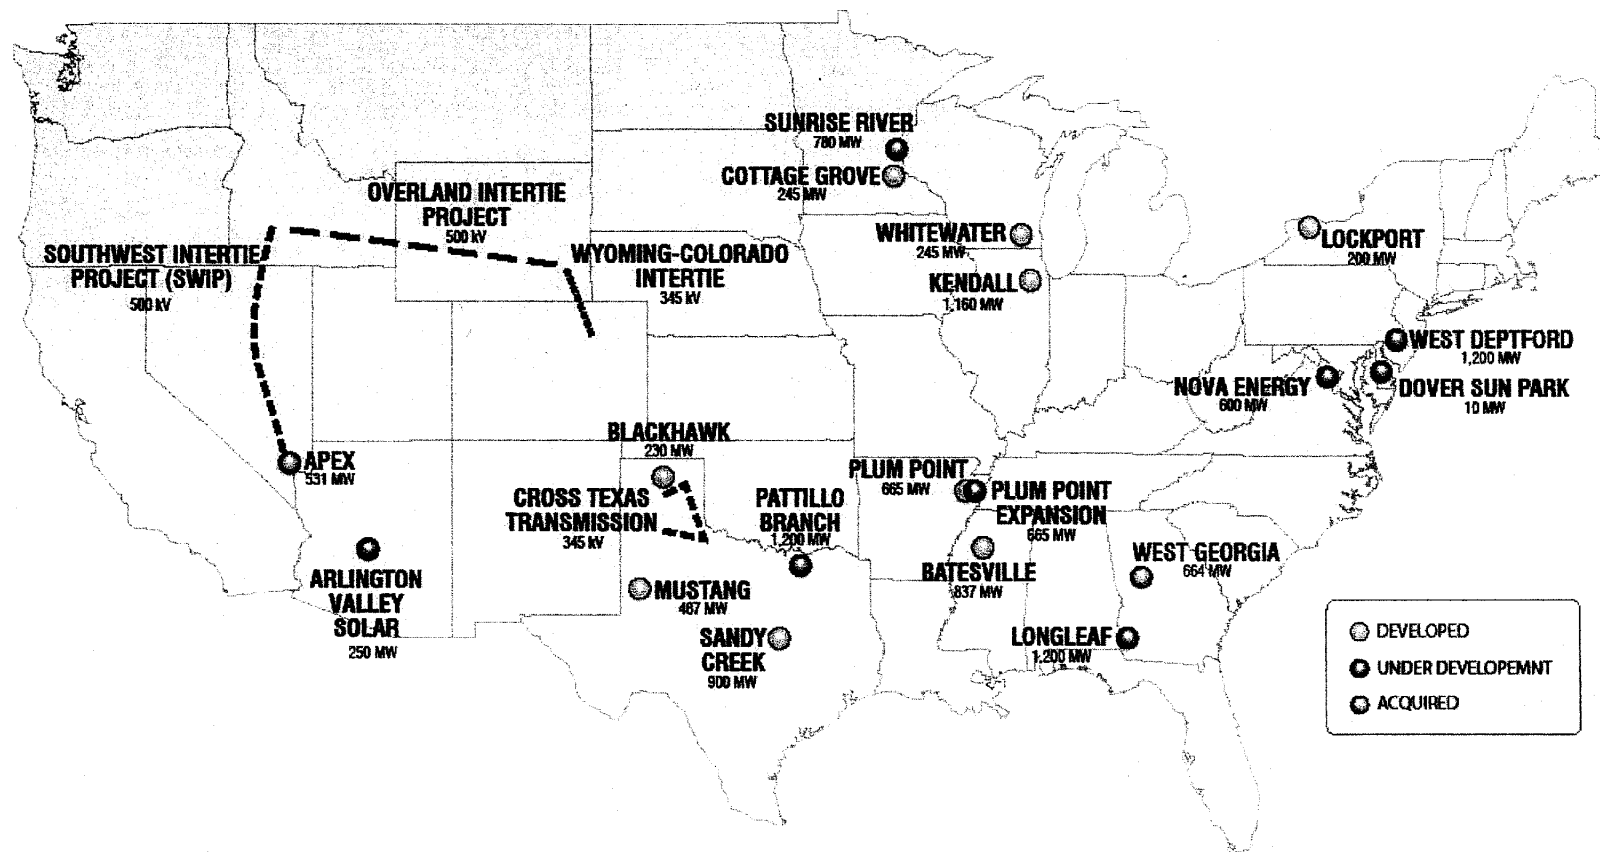 SUNRISE RIVER
780 MW
COTTAGE GROVE
245 MW
OVERLAND INTERTIE
PROJECT
500 kV
SOUTHWEST INTERTIE
PROJECT (SWIP)
500 kV
WYOMING-COLORADO
INTERTIE
345 kV
WHITEWATER
245 MW
KENDALL
1,160 MW
LOCKPORT
200 MW
WEST DEPTFORD
1,200 MW
NOVA ENERGY
600 MW
DOVER SUN PARK
10 MW
BLACKHAWK
230 MW
APEX
531 MW
CROSS TEXAS
TRANSMISSION
345 kV
PATTILLO
BRANCH
1,200 MW
PLUM POINT
665 MW
PLUM POINT
EXPANSION
665 MW
WEST GEORGIA
664 MW
ARLINGTON
VALLEY
SOLAR
250 MW
MUSTANG
467 MW
BATESVILLE
837 MW
SANDY
CREEK
900 MW
LONGLEAF
1,200 MW
DEVELOPED
UNDER DEVELOPEMNT
ACQUIRED